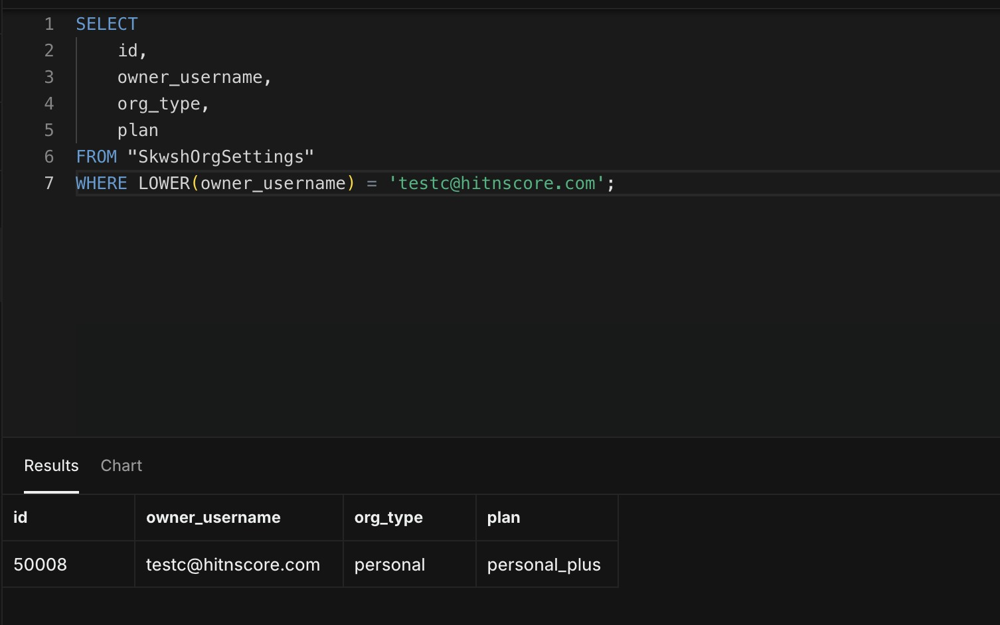 1 SELECT
2 id,
3 owner_username,
4 org_type,
5 plan
6 FROM "SkwshOrgSettings"
7 WHERE LOWER(owner_username) = 'testc@hitnscore.com';
Results Chart
id owner_username org_type plan
50008 testc@hitnscore.com personal personal_plus